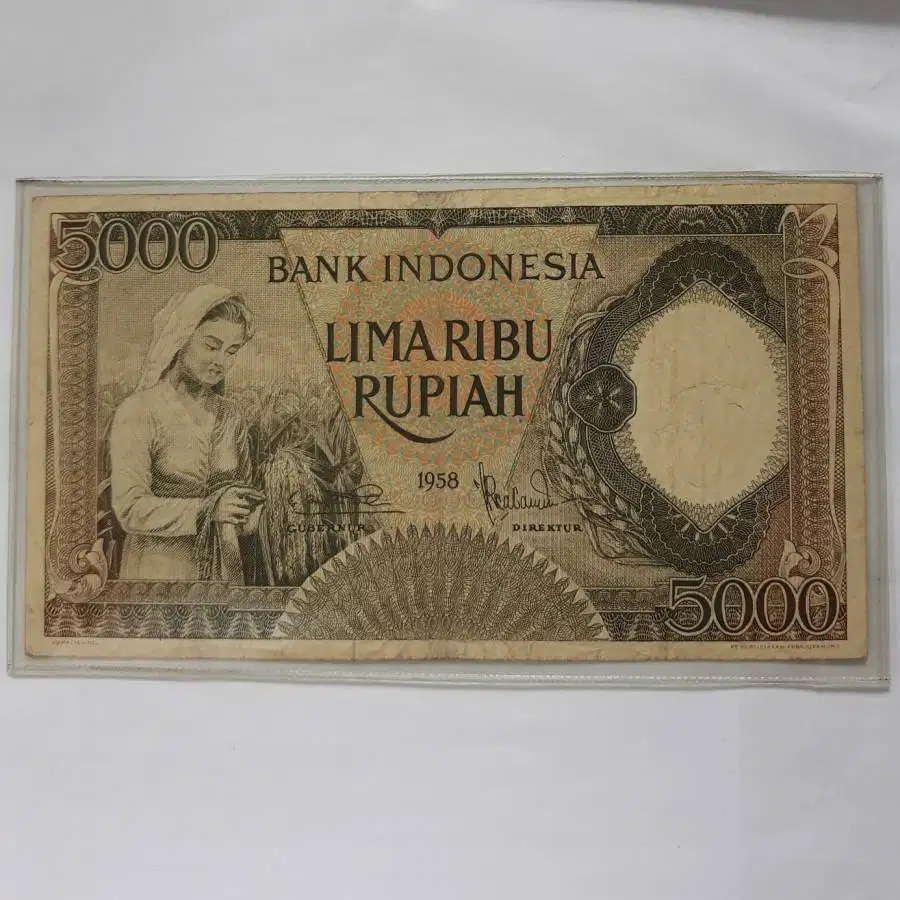 5000
BANK INDONESIA
LIMA RIBU
RUPIAH
1958
GUBERNUR
DIREKTUR
5000